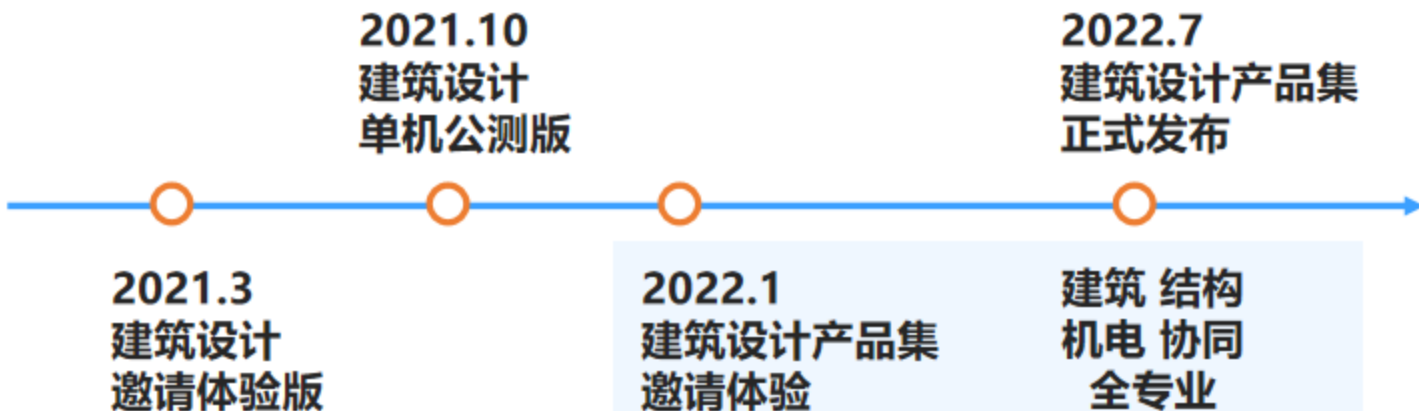 2021.10
建筑设计
单机公测版
2022.7
建筑设计产品集
正式发布
2021.3
建筑设计
邀请体验版
2022.1
建筑设计产品集
邀请体验
建筑 结构
机电 协同
全专业